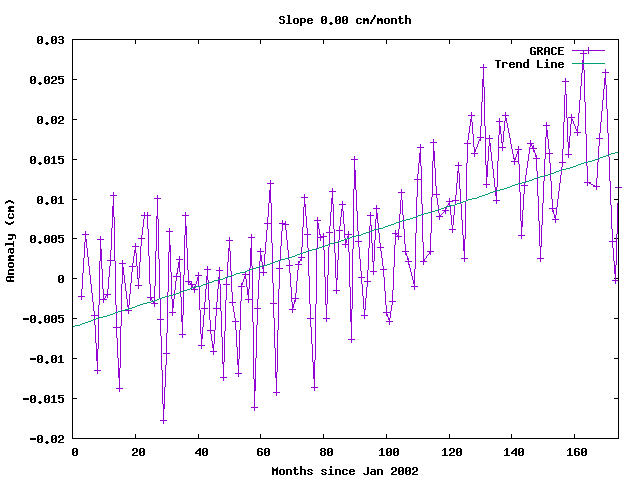 Slope 0.00 cm/month
0.03
GRACE
Trend Line
0.025
0.02
0.015
0.01
0.005
0
-0.005
-0.01
-0.015
-0.02
Anomaly (cm)
0 20 40 60 80 100 120 140 160
Months since Jan 2002